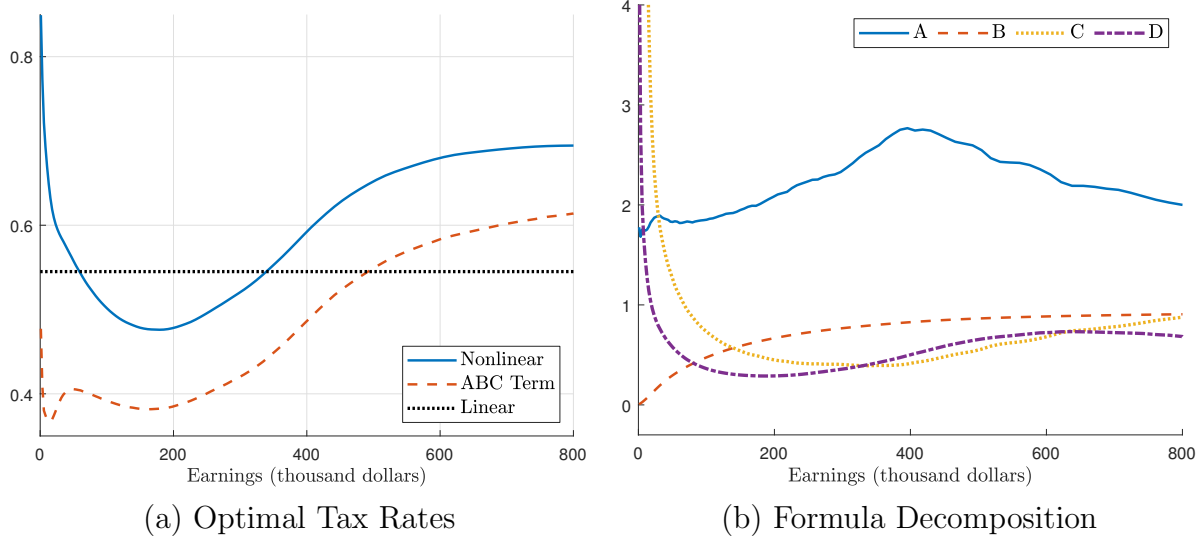 0.8
0.6
0.4
Nonlinear
ABC Term
Linear
0 200 400 600 800
Earnings (thousand dollars)
(a) Optimal Tax Rates
A B C D
4
3
2
1
0
0 200 400 600 800
Earnings (thousand dollars)
(b) Formula Decomposition